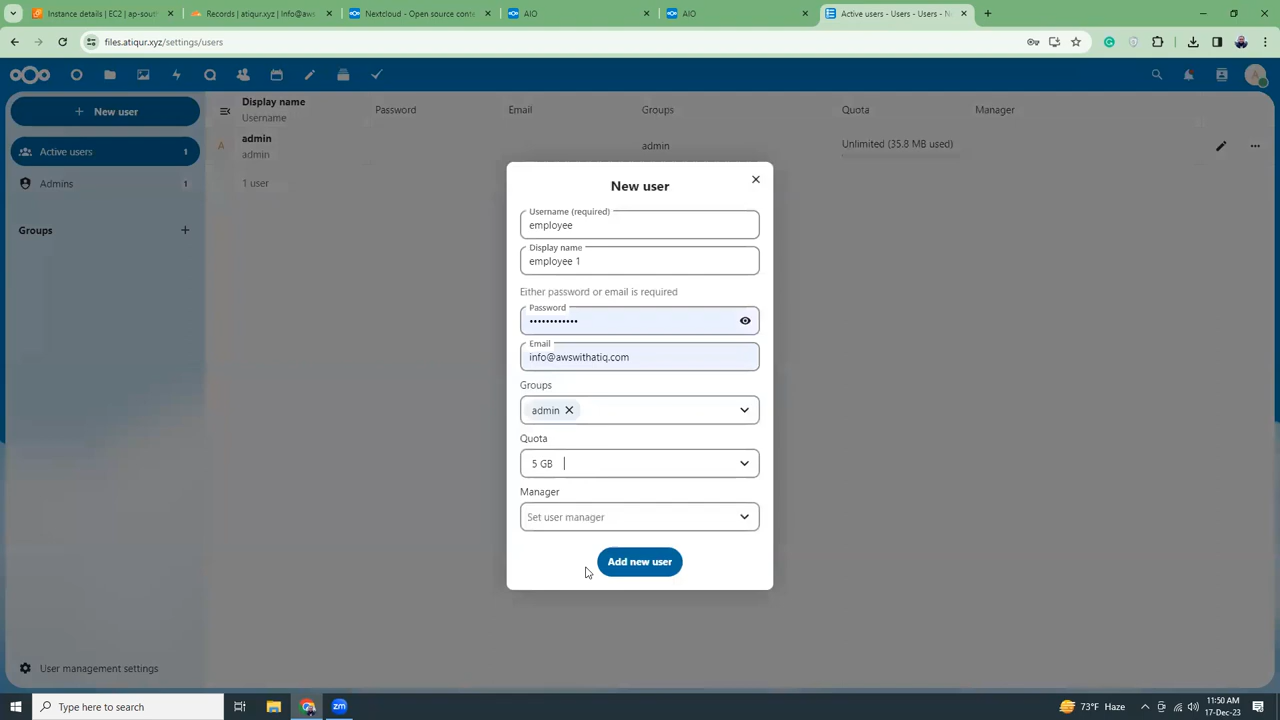 Instance details | EC2 | ap-south
Records | atiqur.xyz | Info@aws
Nextcloud - Open source conte
AIO
AIO
Active users - Users - Users - N
files.atiqur.xyz/settings/users
New user
Active users 1
Admins 1
Groups
User management settings
Display name
Username
Password
Email
Groups
Quota
Manager
A
admin
admin
admin
Unlimited (35.8 MB used)
1 user
New user
Username (required)
employee
Display name
employee 1
Either password or email is required
Password
••••••••••••
Email
info@awswithatiq.com
Groups
admin
Quota
5 GB
Manager
Set user manager
Add new user
Type here to search
zm
73°F Haze
11:50 AM
17-Dec-23